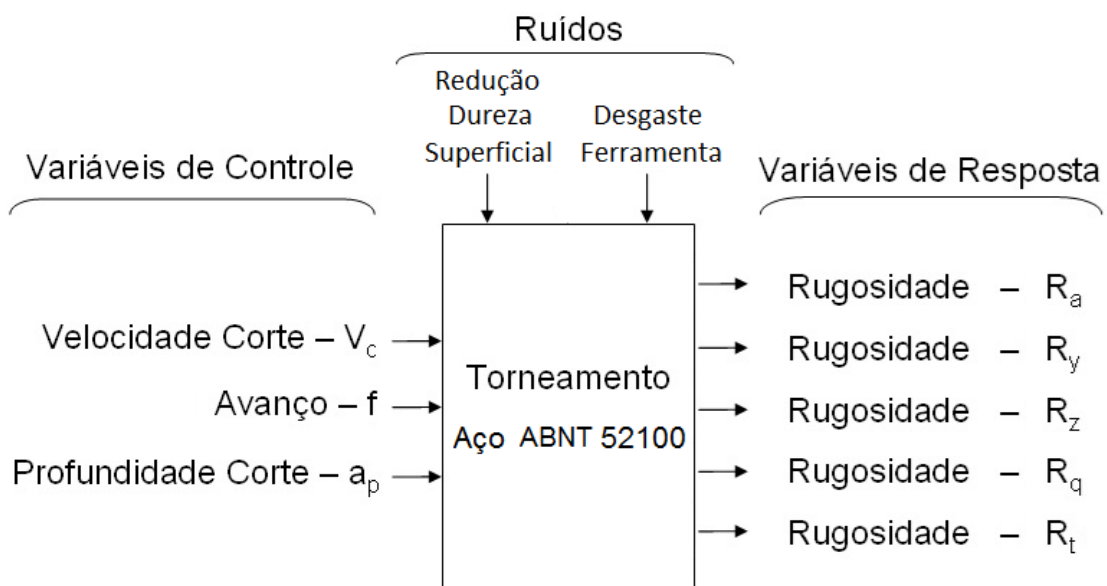 Ruídos
Redução
Dureza
Superficial
Desgaste
Ferramenta
Variáveis de Controle
Velocidade Corte – Vc
Avanço – f
Profundidade Corte – ap
Torneamento
Aço ABNT 52100
Variáveis de Resposta
Rugosidade – Ra
Rugosidade – Ry
Rugosidade – Rz
Rugosidade – Rq
Rugosidade – Rt